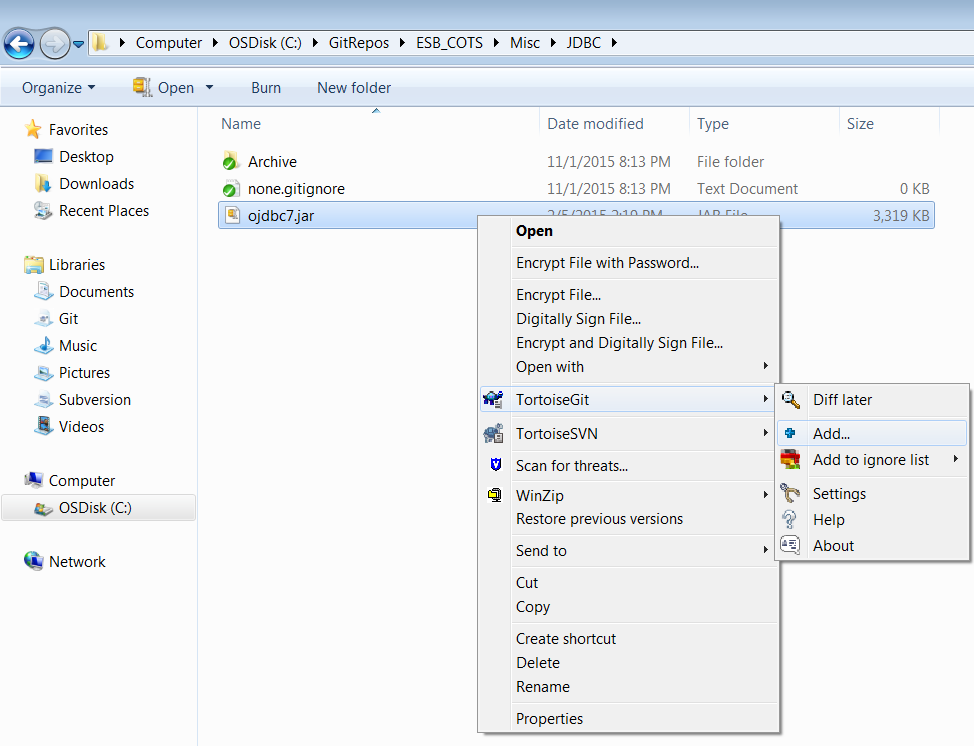 Computer OSDisk (C:) GitRepos ESB_COTS Misc JDBC
Organize Open Burn New folder
Name Date modified Type Size
Favorites
Desktop
Downloads
Recent Places
Libraries
Documents
Git
Music
Pictures
Subversion
Videos
Computer
OSDisk (C:)
Network
Archive 11/1/2015 8:13 PM File folder
none.gitignore 11/1/2015 8:13 PM Text Document 0 KB
ojdbc7.jar 2/5/2015 2:19 PM JAR File 3,319 KB
Open
Encrypt File with Password...
Encrypt File...
Digitally Sign File...
Encrypt and Digitally Sign File...
Open with
TortoiseGit
TortoiseSVN
Scan for threats...
WinZip
Restore previous versions
Send to
Cut
Copy
Create shortcut
Delete
Rename
Properties
Diff later
Add...
Add to ignore list
Settings
Help
About